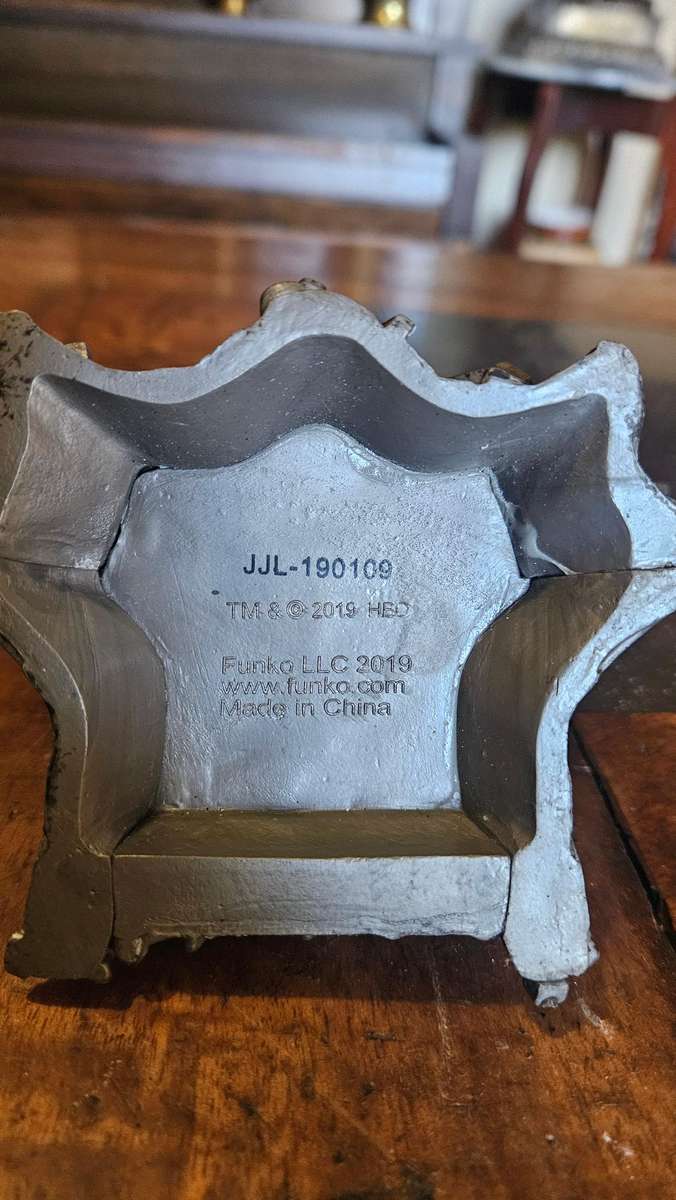 JJL-190109
TM & © 2019 HBO
Funko LLC 2019
www.funko.com
Made in China